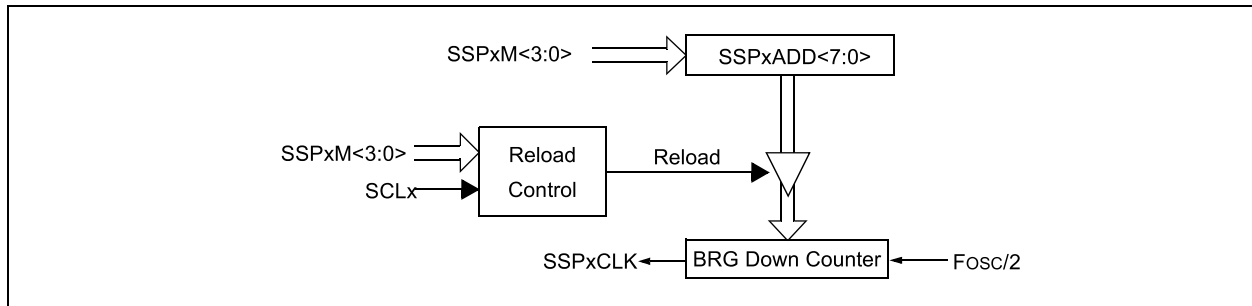 SSPxM<3:0>
SSPxADD<7:0>
SSPxM<3:0>
Reload
Control
Reload
SCLx
SSPxCLK
BRG Down Counter
FOSC/2